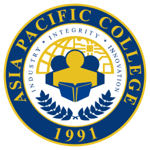 ASIA PACIFIC COLLEGE
INDUSTRY • INTEGRITY • INNOVATION
1991